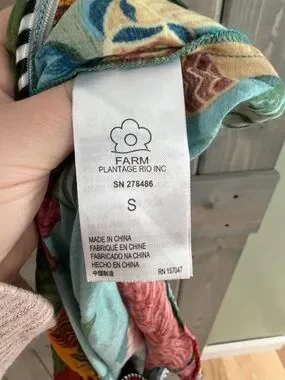 FARM
PLANTAGE RIO INC
SN 278486
S
MADE IN CHINA
FABRIQUÉ EN CHINE
FABRICADO NA CHINA
HECHO EN CHINA
中国制造
RN 157047